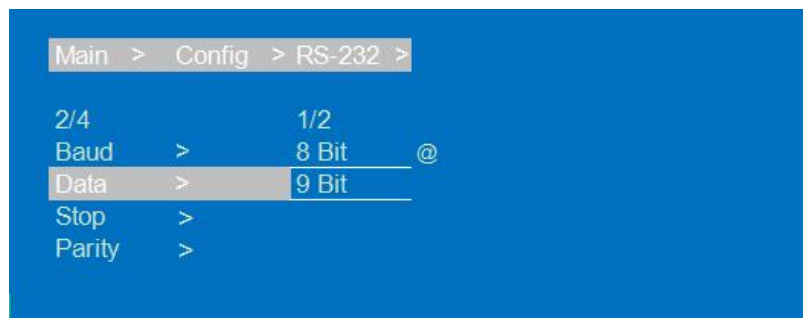 Main > Config > RS-232 >
2/4 1/2
Baud > 8 Bit @
Data > 9 Bit
Stop >
Parity >